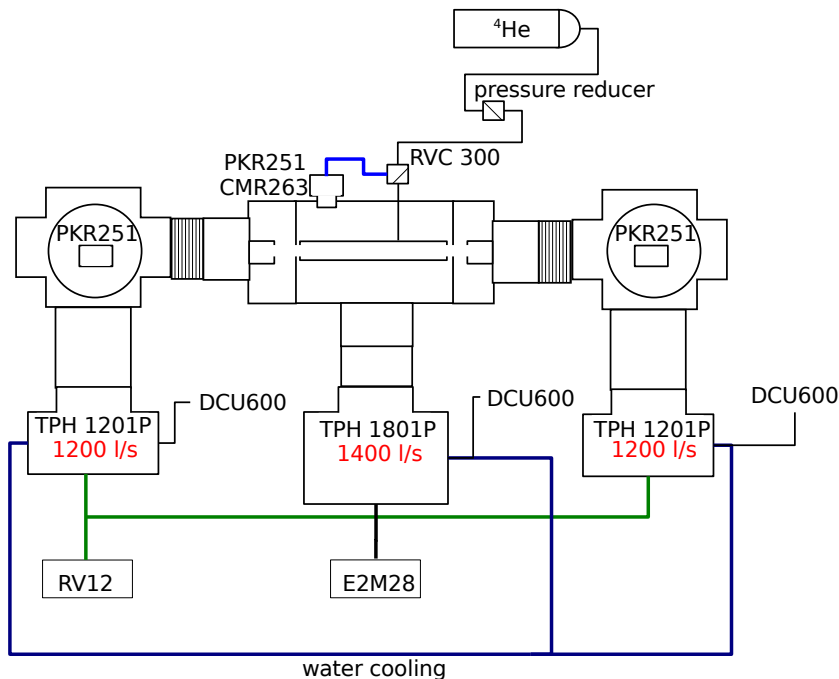 ⁴He
pressure reducer
RVC 300
PKR251
CMR263
PKR251
PKR251
DCU600
DCU600
DCU600
TPH 1201P
1200 l/s
TPH 1801P
1400 l/s
TPH 1201P
1200 l/s
RV12
E2M28
water cooling